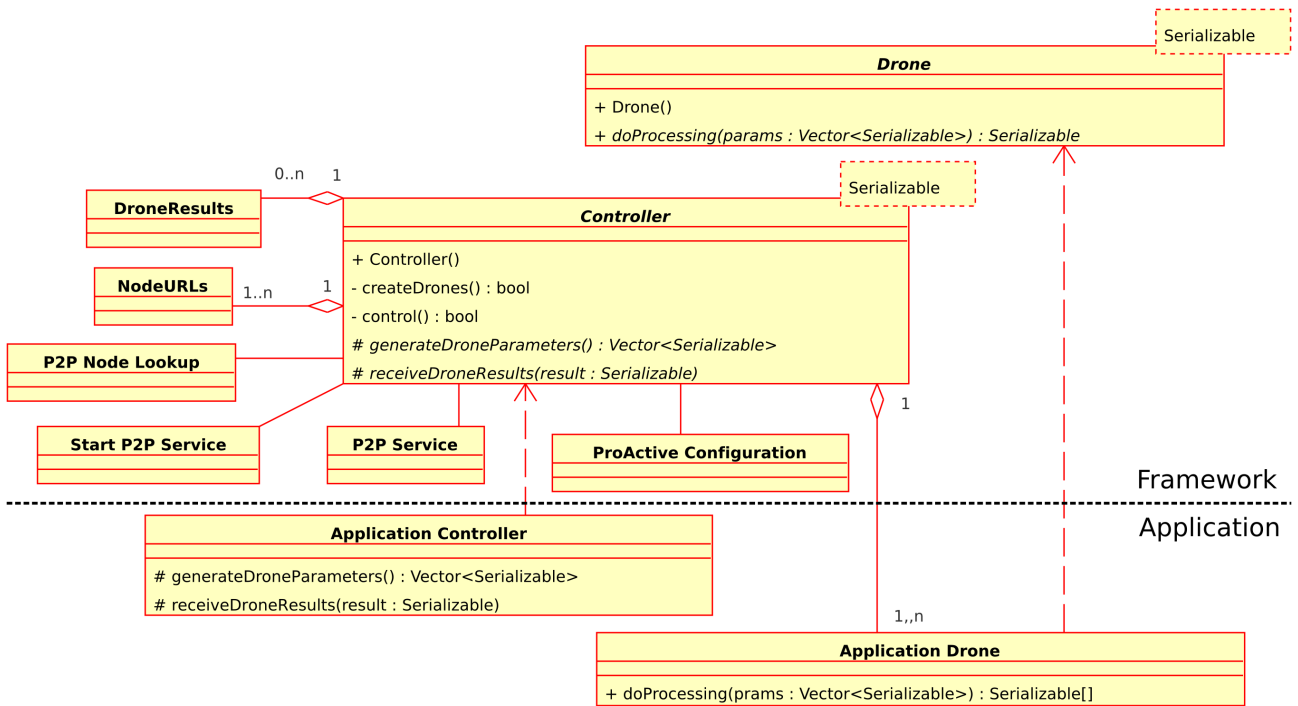 Serializable
Drone
+ Drone()
+ doProcessing(params : Vector<Serializable>) : Serializable
Serializable
0..n
1
DroneResults
Controller
+ Controller()
- createDrones() : bool
- control() : bool
# generateDroneParameters() : Vector<Serializable>
# receiveDroneResults(result : Serializable)
NodeURLs
1..n
1
P2P Node Lookup
Start P2P Service
P2P Service
ProActive Configuration
1
Framework
Application
Application Controller
# generateDroneParameters() : Vector<Serializable>
# receiveDroneResults(result : Serializable)
1,,n
Application Drone
+ doProcessing(prams : Vector<Serializable>) : Serializable[]